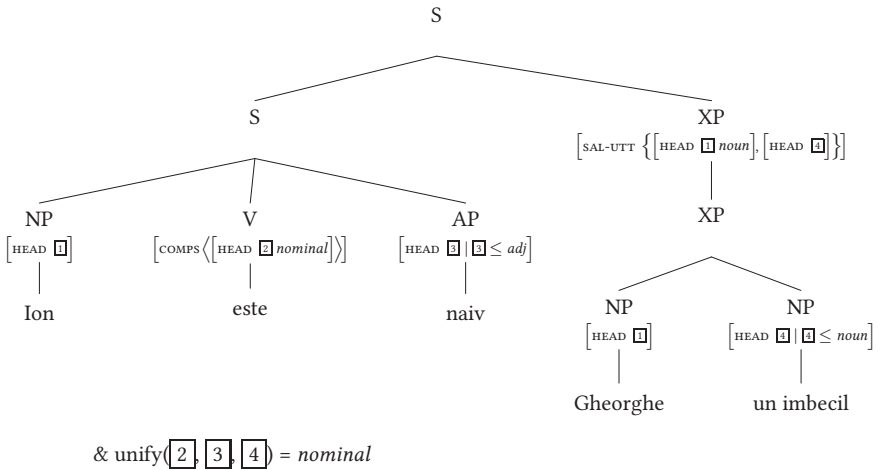 S
S XP
[SAL-UTT {[HEAD 1 noun], [HEAD 4]}]
NP V AP XP
[HEAD 1] [COMPS⟨[HEAD 2 nominal]⟩] [HEAD 3 | 3 ≤ adj]
Ion este naiv
NP NP
[HEAD 1] [HEAD 4 | 4 ≤ noun]
Gheorghe un imbecil
& unify(2, 3, 4) = nominal